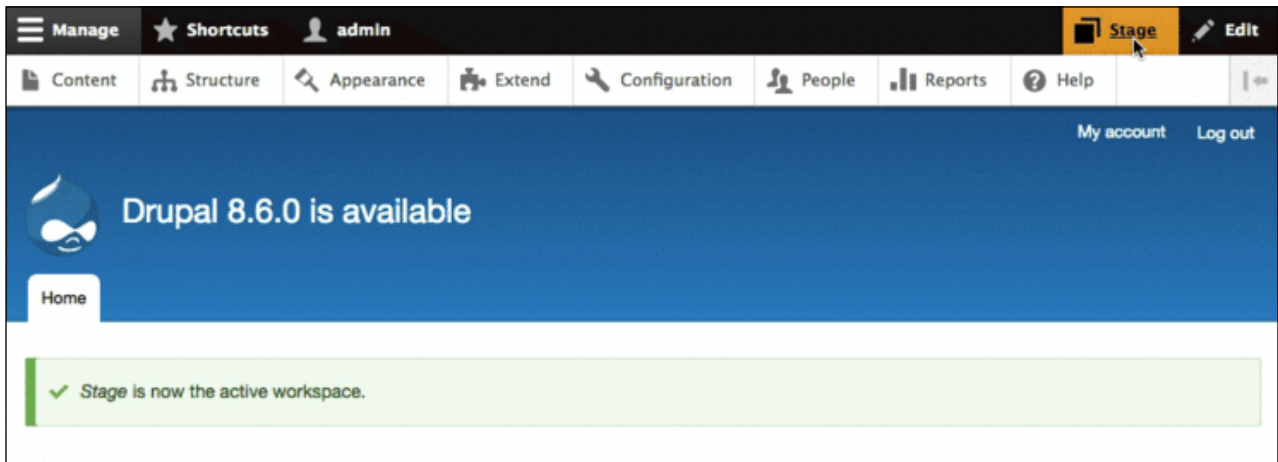 Manage Shortcuts admin Stage Edit
Content Structure Appearance Extend Configuration People Reports Help
My account Log out
Drupal 8.6.0 is available
Home
Stage is now the active workspace.